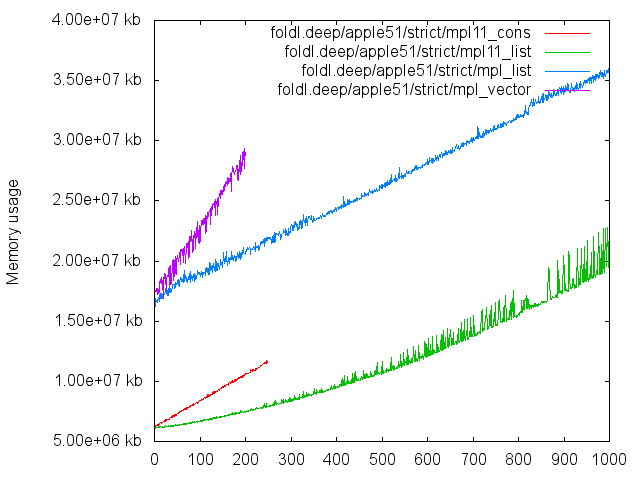 4.00e+07 kb
3.50e+07 kb
3.00e+07 kb
2.50e+07 kb
2.00e+07 kb
1.50e+07 kb
1.00e+07 kb
5.00e+06 kb
Memory usage
foldl.deep/apple51/strict/mpl11_cons
foldl.deep/apple51/strict/mpl11_list
foldl.deep/apple51/strict/mpl_list
foldl.deep/apple51/strict/mpl_vector
0 100 200 300 400 500 600 700 800 900 1000